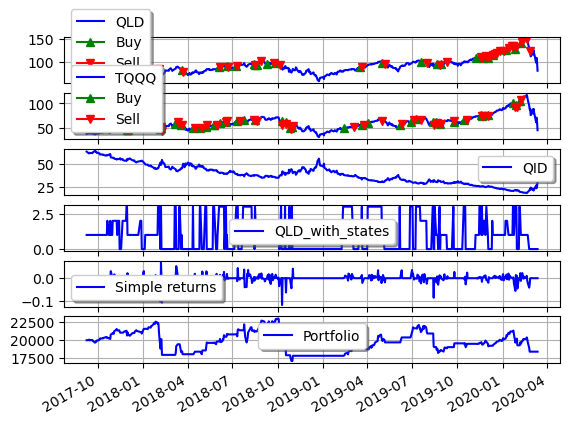 QLD
Buy
Sell
150
100
TQQQ
Buy
Sell
100
50
QID
50
25
QLD_with_states
2.5
0.0
Simple returns
0.0
−0.1
Portfolio
22500
20000
17500
2017-10
2018-01
2018-04
2018-07
2018-10
2019-01
2019-04
2019-07
2019-10
2020-01
2020-04